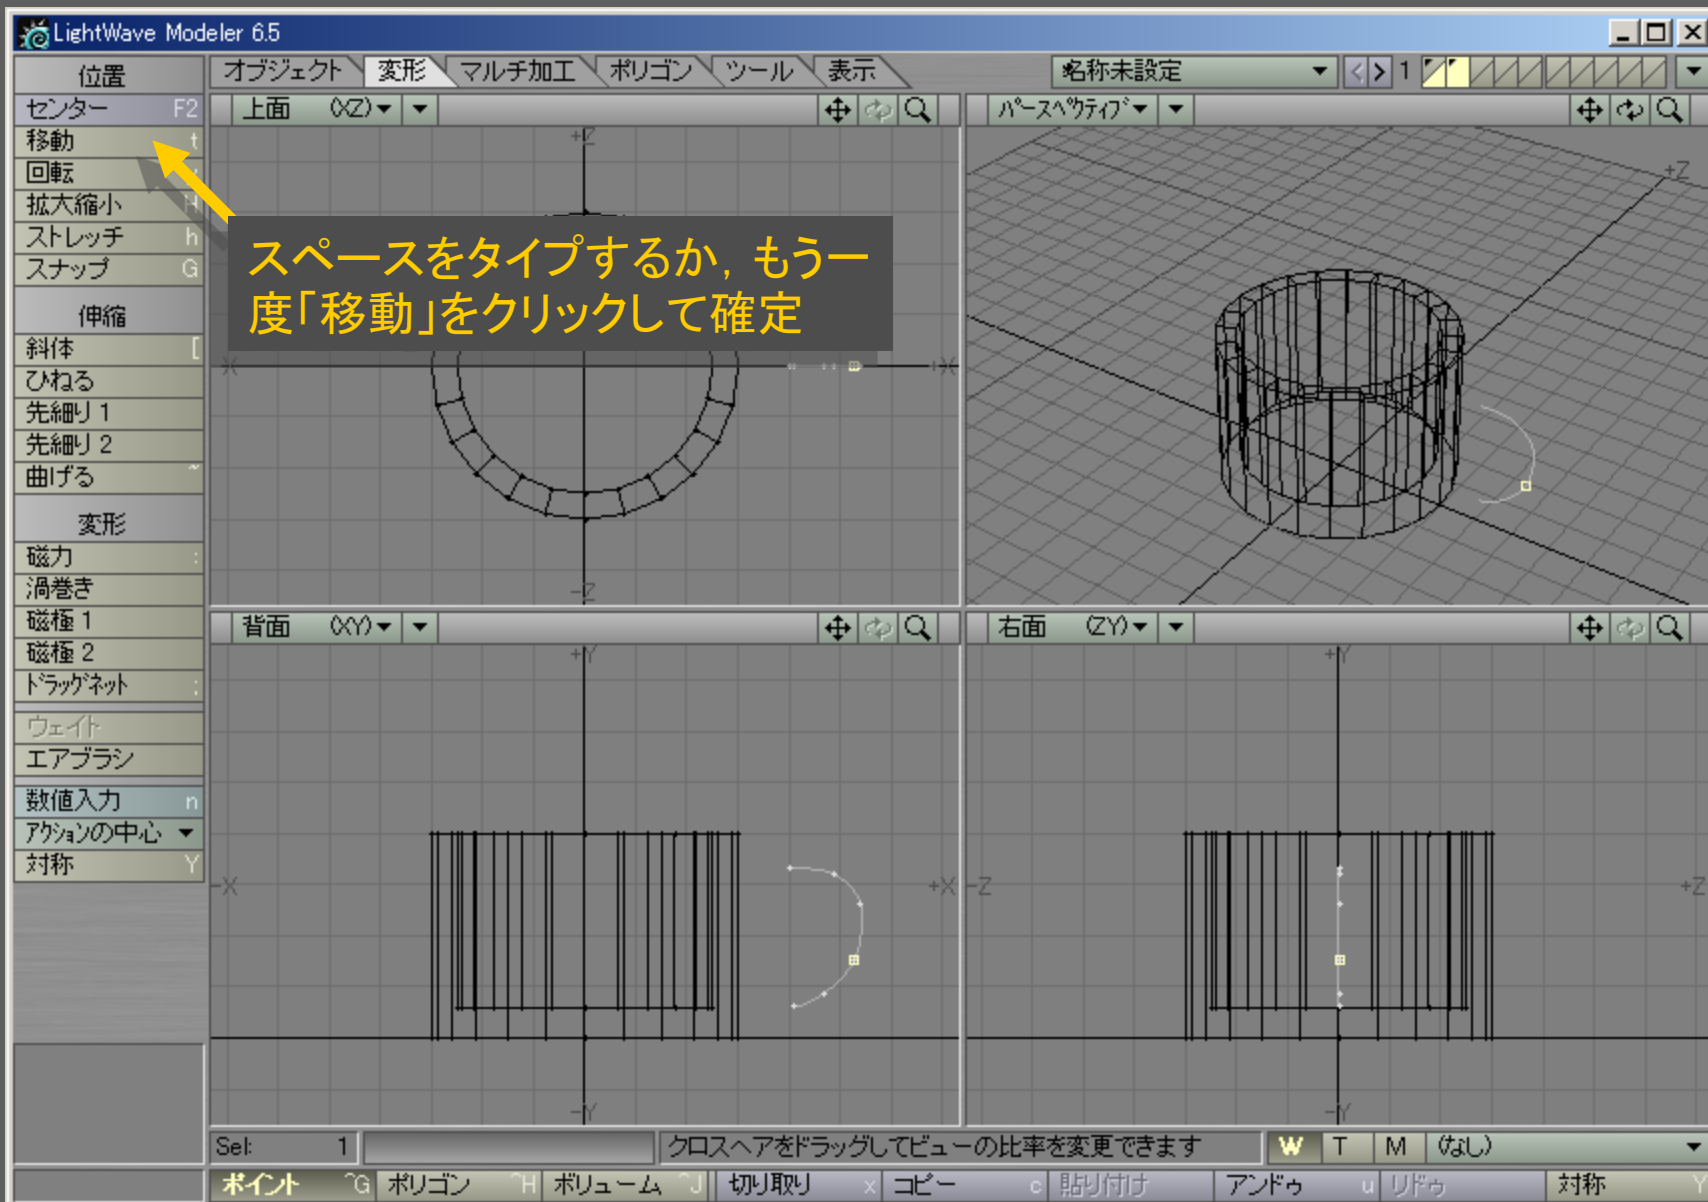 LightWave Modeler 6.5
位置
オブジェクト 変形 マルチ加工 ポリゴン ツール 表示
名称未設定
1
センター F2
移動 t
回転
拡大縮小 H
ストレッチ h
スナップ G
伸縮
斜体 [
ひねる
先細り 1
先細り 2
曲げる ~
変形
磁力 :
渦巻き
磁極 1
磁極 2
ドラッグネット ;
ウェイト
エアブラシ
数値入力 n
アクションの中心
対称 Y
上面 (XZ)
+Z
-X
+X
-Z
スペースをタイプするか，もう一
度「移動」をクリックして確定
パースペクティブ
+Z
背面 (XY)
+Y
-X
+X
-Y
右面 (ZY)
+Y
-Z
+Z
-Y
Sel: 1
クロスヘアをドラッグしてビューの比率を変更できます
W T M (なし)
ポイント ^G ポリゴン ^H ボリューム ^J 切り取り x コピー c 貼り付け アンドゥ u リドゥ 対称